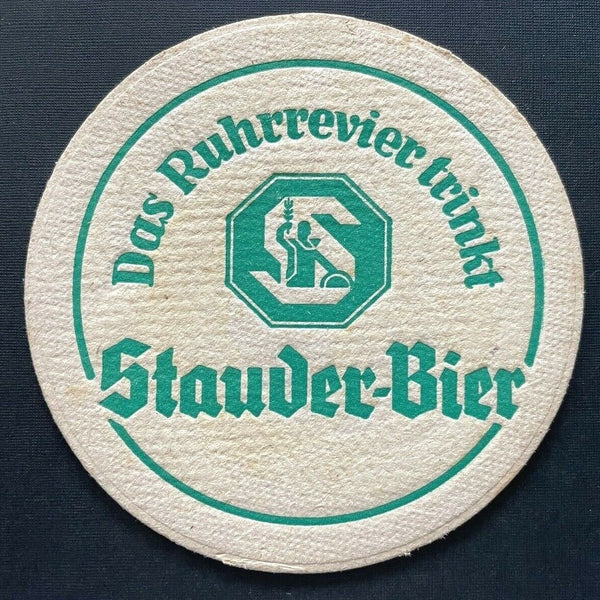 Das Ruhrrevier trinkt
S
Stauder-Bier